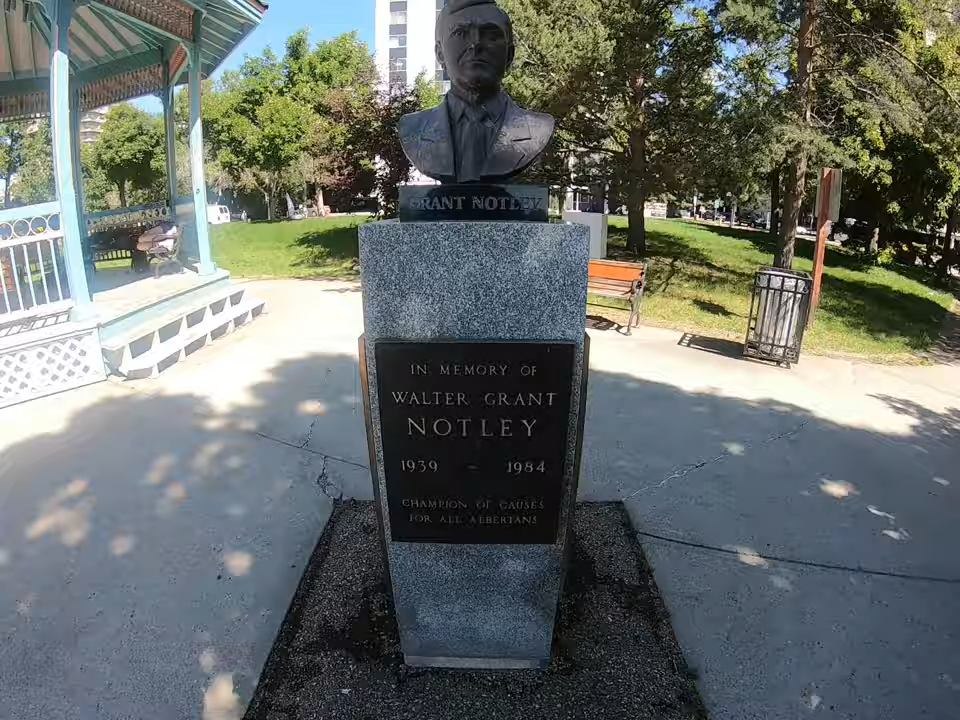 GRANT NOTLEY
IN MEMORY OF
WALTER GRANT
NOTLEY
1939 – 1984
CHAMPION OF CAUSES
FOR ALL ALBERTANS